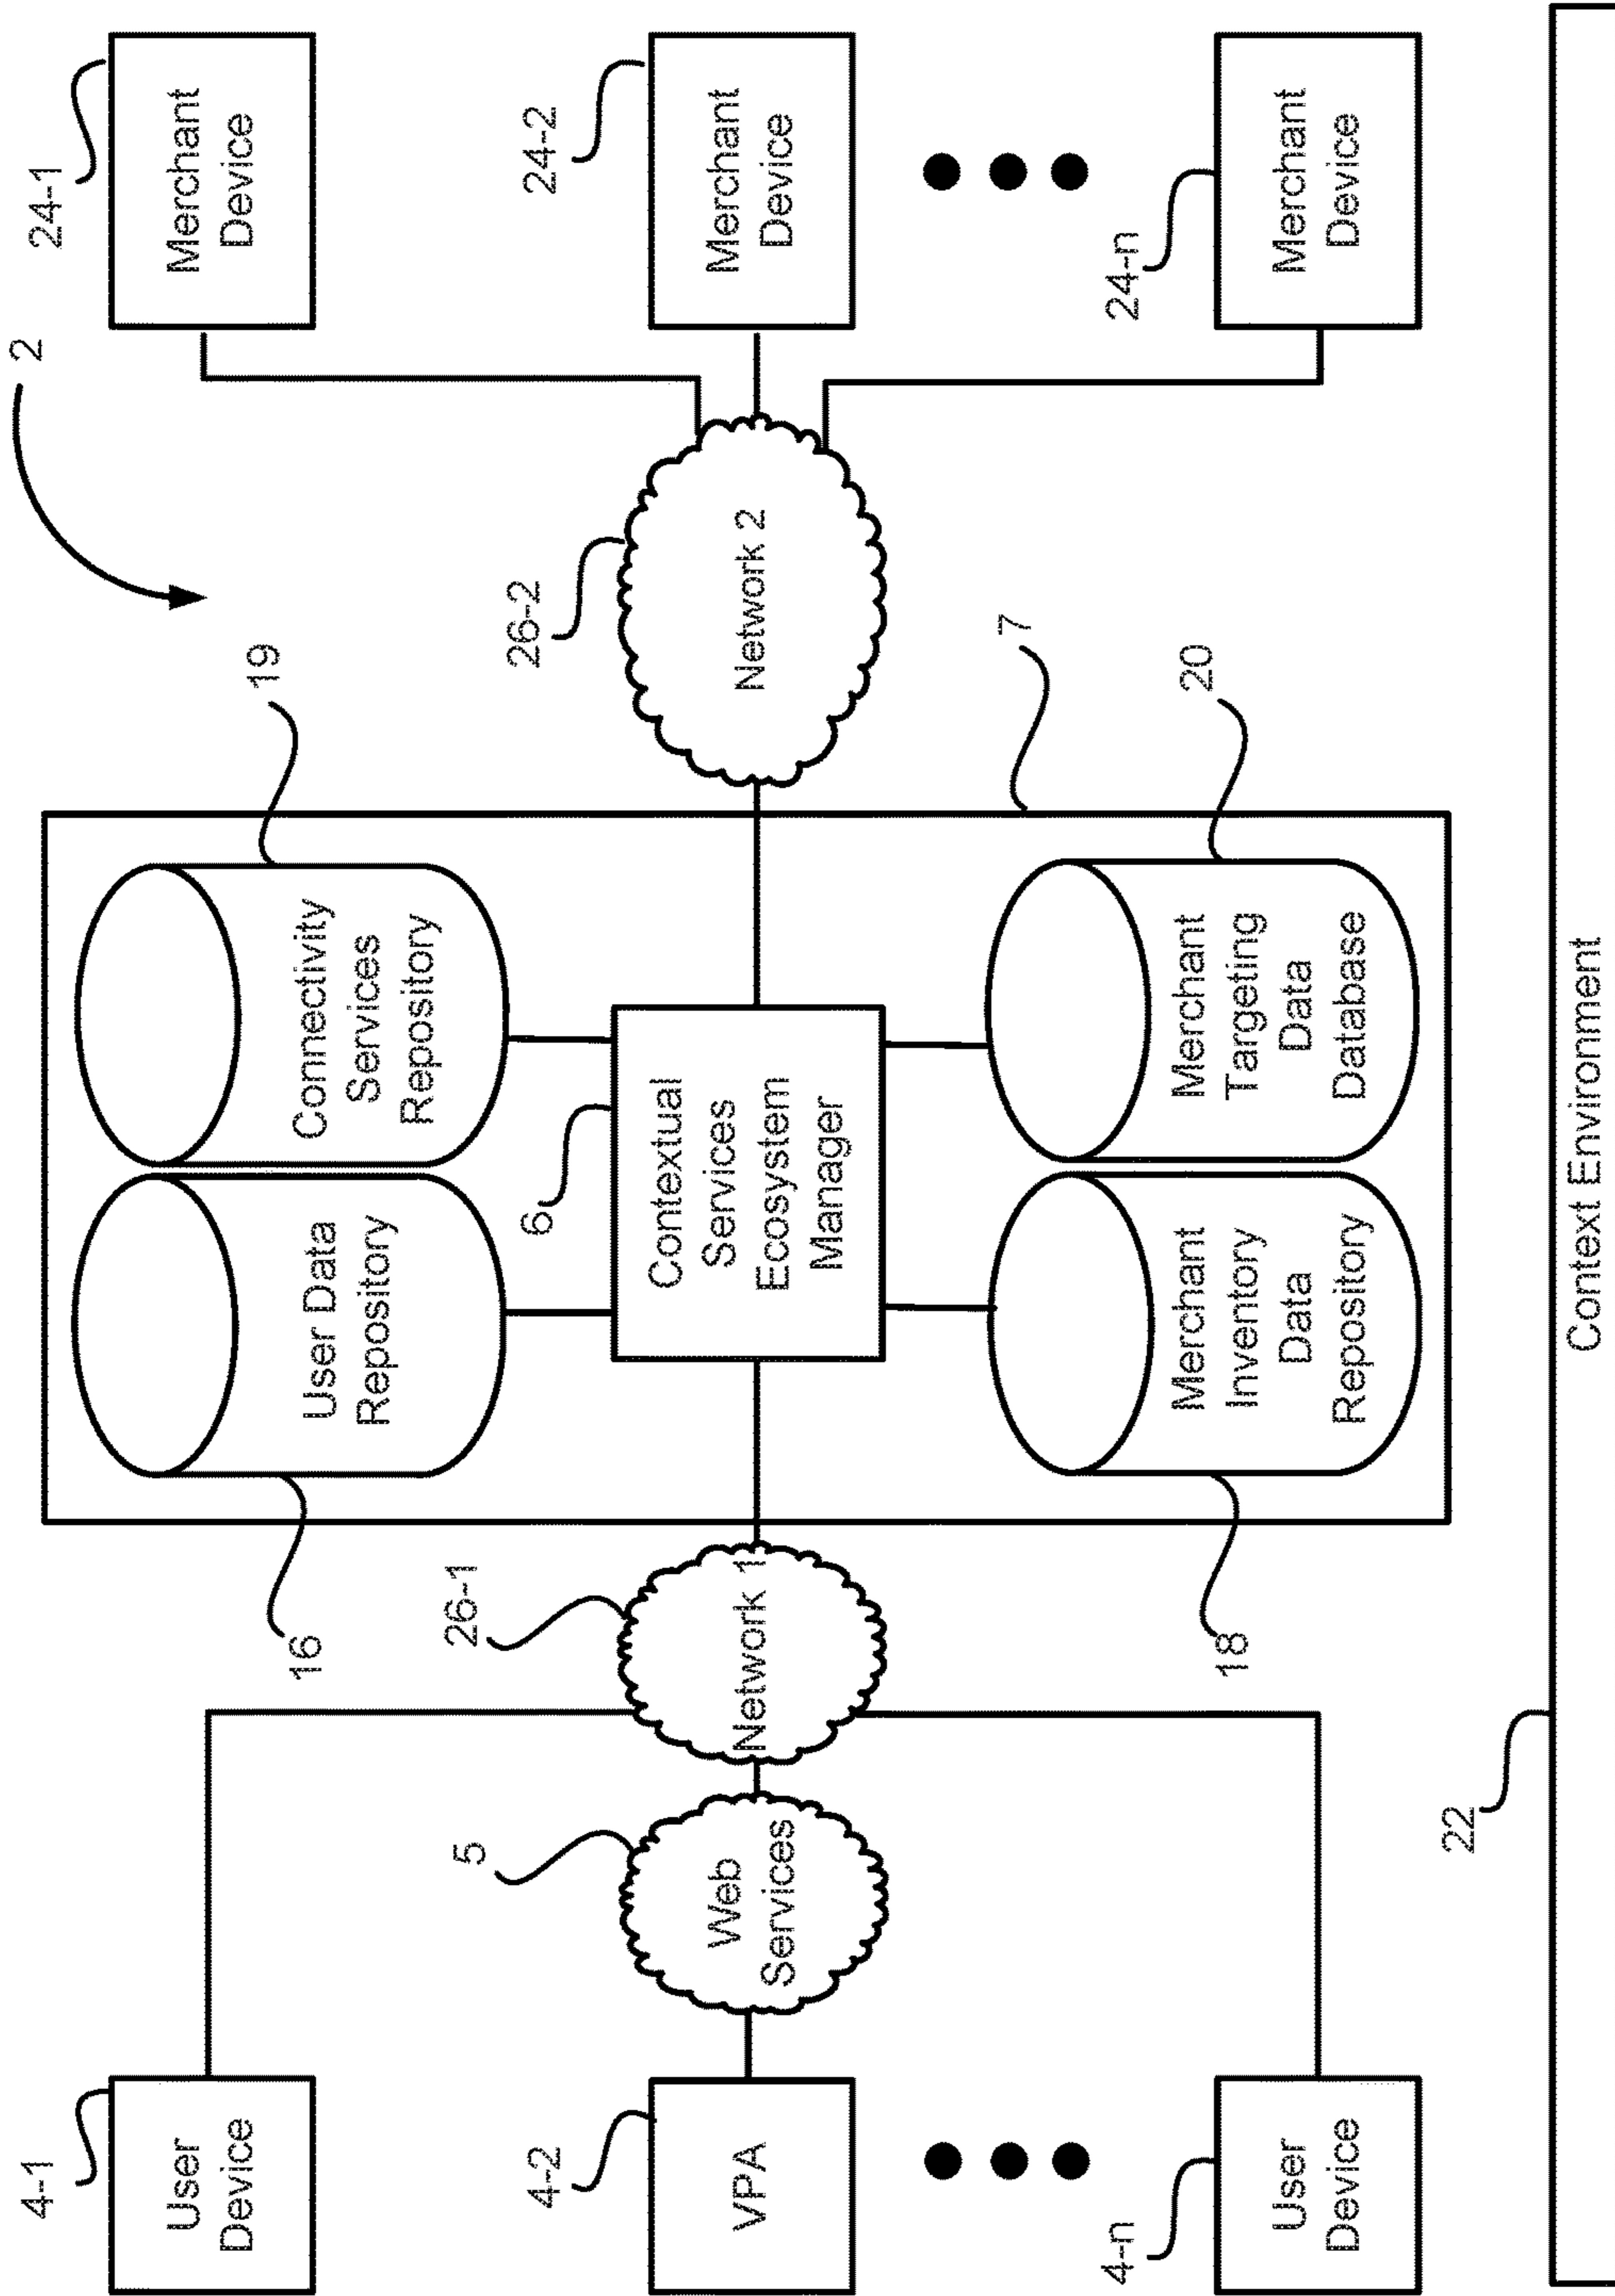 2
4-1
User
Device
4-2
VPA
4-n
User
Device
5
Web
Services
26-1
Network 1
16
User Data
Repository
19
Connectivity
Services
Repository
6
Contextual
Services
Ecosystem
Manager
18
Merchant
Inventory
Data
Repository
20
Merchant
Targeting
Data
Database
7
26-2
Network 2
24-1
Merchant
Device
24-2
Merchant
Device
24-n
Merchant
Device
22
Context Environment